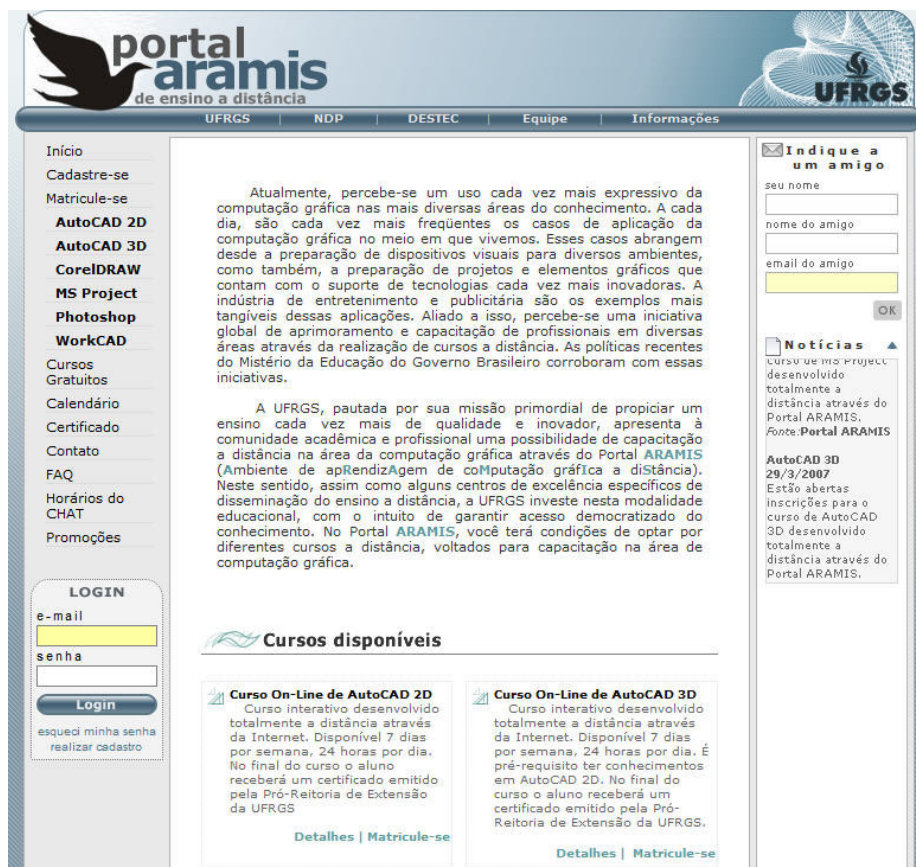 portal
aramis
de ensino a distância
UFRGS
UFRGS | NDP | DESTEC | Equipe | Informações
Início
Cadastre-se
Matricule-se
AutoCAD 2D
AutoCAD 3D
CorelDRAW
MS Project
Photoshop
WorkCAD
Cursos
Gratuitos
Calendário
Certificado
Contato
FAQ
Horários do
CHAT
Promoções
LOGIN
e-mail
senha
Login
esqueci minha senha
realizar cadastro
Atualmente, percebe-se um uso cada vez mais expressivo da
computação gráfica nas mais diversas áreas do conhecimento. A cada
dia, são cada vez mais freqüentes os casos de aplicação da
computação gráfica no meio em que vivemos. Esses casos abrangem
desde a preparação de dispositivos visuais para diversos ambientes,
como também, a preparação de projetos e elementos gráficos que
contam com o suporte de tecnologias cada vez mais inovadoras. A
indústria de entretenimento e publicitária são os exemplos mais
tangíveis dessas aplicações. Aliado a isso, percebe-se uma iniciativa
global de aprimoramento e capacitação de profissionais em diversas
áreas através da realização de cursos a distância. As políticas recentes
do Mistério da Educação do Governo Brasileiro corroboram com essas
iniciativas.
A UFRGS, pautada por sua missão primordial de propiciar um
ensino cada vez mais de qualidade e inovador, apresenta à
comunidade acadêmica e profissional uma possibilidade de capacitação
a distância na área da computação gráfica através do Portal ARAMIS
(Ambiente de apRendizAgem de coMputação gráfIca a diStância).
Neste sentido, assim como alguns centros de excelência específicos de
disseminação do ensino a distância, a UFRGS investe nesta modalidade
educacional, com o intuito de garantir acesso democratizado do
conhecimento. No Portal ARAMIS, você terá condições de optar por
diferentes cursos a distância, voltados para capacitação na área de
computação gráfica.
Cursos disponíveis
Curso On-Line de AutoCAD 2D
Curso interativo desenvolvido
totalmente a distância através
da Internet. Disponível 7 dias
por semana, 24 horas por dia.
No final do curso o aluno
receberá um certificado emitido
pela Pró-Reitoria de Extensão
da UFRGS
Detalhes | Matricule-se
Curso On-Line de AutoCAD 3D
Curso interativo desenvolvido
totalmente a distância através
da Internet. Disponível 7 dias
por semana, 24 horas por dia. É
pré-requisito ter conhecimentos
em AutoCAD 2D. No final do
curso o aluno receberá um
certificado emitido pela Pró-
Reitoria de Extensão da UFRGS.
Detalhes | Matricule-se
Indique a
um amigo
seu nome
nome do amigo
email do amigo
OK
Notícias
curso de MS Project
desenvolvido
totalmente a
distância através do
Portal ARAMIS.
Fonte:Portal ARAMIS
AutoCAD 3D
29/3/2007
Estão abertas
inscrições para o
curso de AutoCAD
3D desenvolvido
totalmente a
distância através do
Portal ARAMIS.